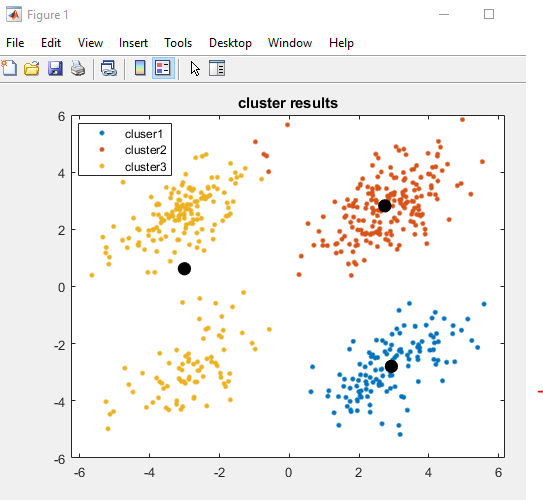 Figure 1
File Edit View Insert Tools Desktop Window Help
cluster results
cluser1
cluster2
cluster3
6
4
2
0
-2
-4
-6
-6 -4 -2 0 2 4 6